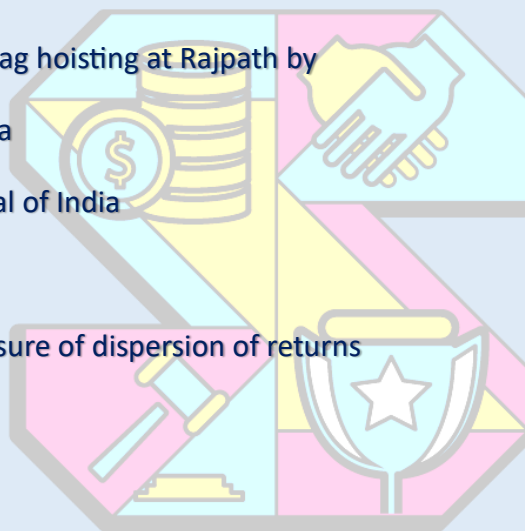 ag hoisting at Rajpath by
a
al of India
sure of dispersion of returns
$